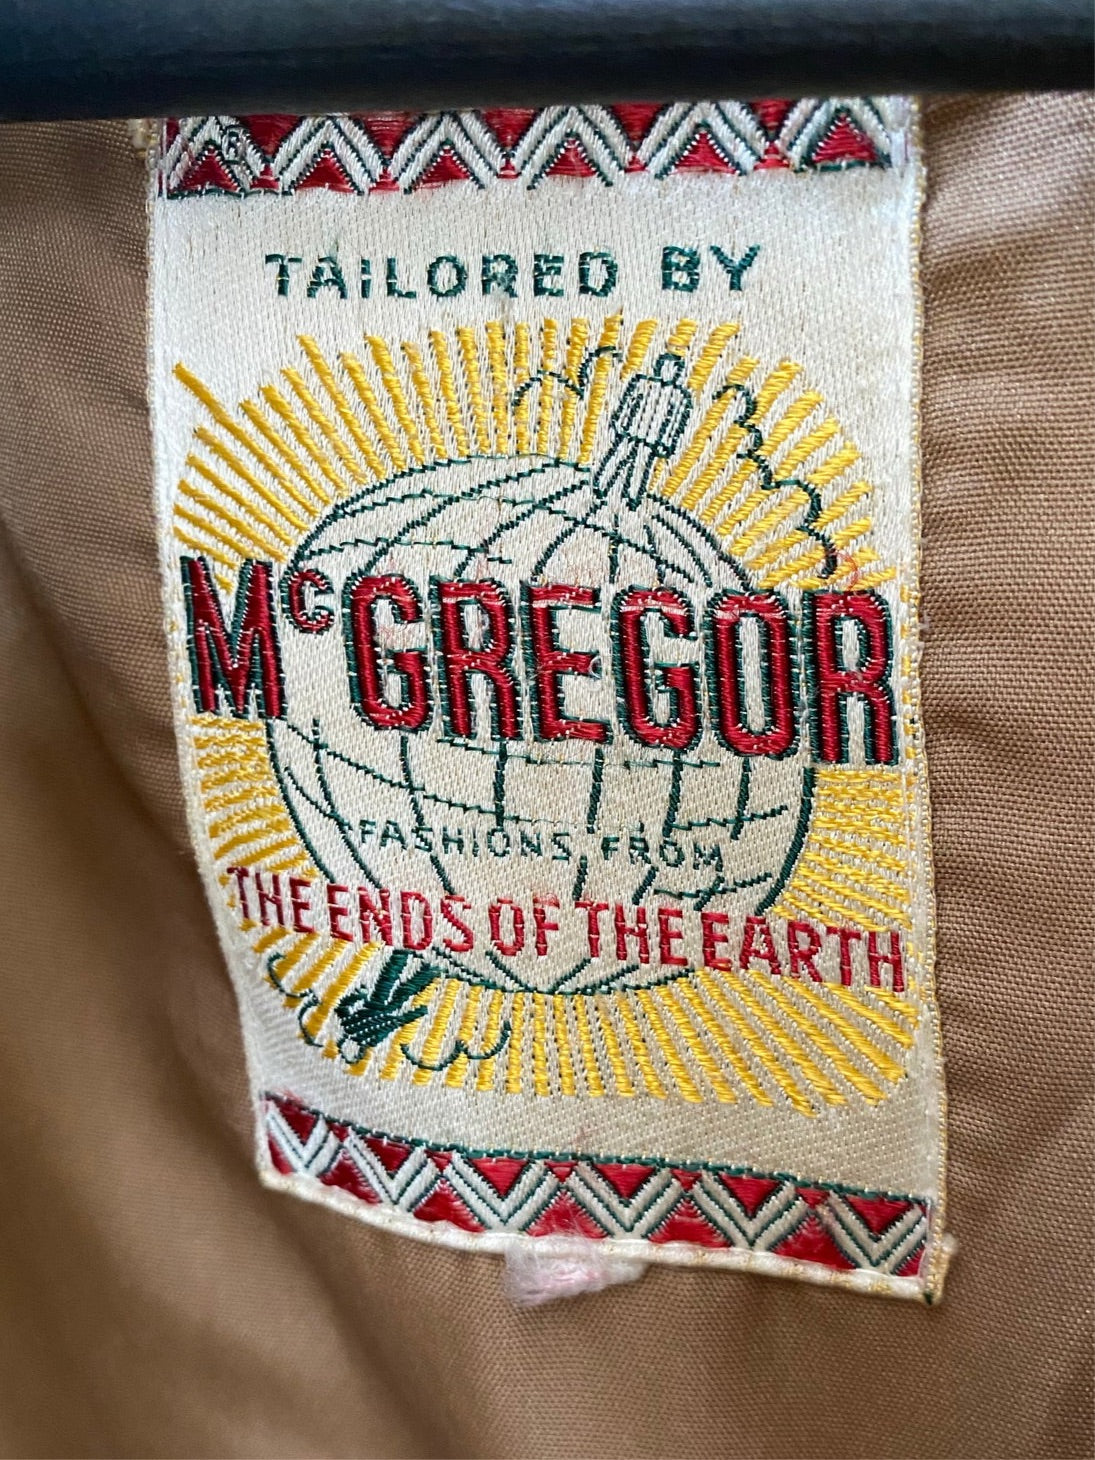 ®
TAILORED BY
McGREGOR
FASHIONS FROM
THE ENDS OF THE EARTH